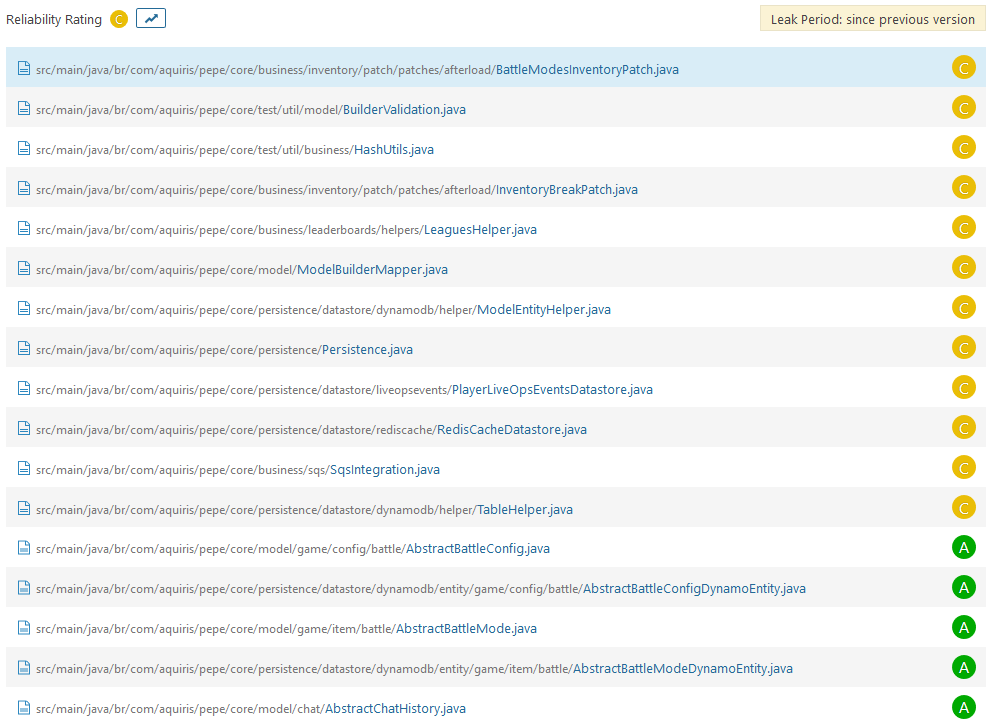 Reliability Rating C
Leak Period: since previous version
src/main/java/br/com/aquiris/pepe/core/business/inventory/patch/patches/afterload/BattleModesInventoryPatch.java C
src/main/java/br/com/aquiris/pepe/core/test/util/model/BuilderValidation.java C
src/main/java/br/com/aquiris/pepe/core/test/util/business/HashUtils.java C
src/main/java/br/com/aquiris/pepe/core/business/inventory/patch/patches/afterload/InventoryBreakPatch.java C
src/main/java/br/com/aquiris/pepe/core/business/leaderboards/helpers/LeaguesHelper.java C
src/main/java/br/com/aquiris/pepe/core/model/ModelBuilderMapper.java C
src/main/java/br/com/aquiris/pepe/core/persistence/datastore/dynamodb/helper/ModelEntityHelper.java C
src/main/java/br/com/aquiris/pepe/core/persistence/Persistence.java C
src/main/java/br/com/aquiris/pepe/core/persistence/datastore/liveopsevents/PlayerLiveOpsEventsDatastore.java C
src/main/java/br/com/aquiris/pepe/core/persistence/datastore/rediscache/RedisCacheDatastore.java C
src/main/java/br/com/aquiris/pepe/core/business/sqs/SqsIntegration.java C
src/main/java/br/com/aquiris/pepe/core/persistence/datastore/dynamodb/helper/TableHelper.java C
src/main/java/br/com/aquiris/pepe/core/model/game/config/battle/AbstractBattleConfig.java A
src/main/java/br/com/aquiris/pepe/core/persistence/datastore/dynamodb/entity/game/config/battle/AbstractBattleConfigDynamoEntity.java A
src/main/java/br/com/aquiris/pepe/core/model/game/item/battle/AbstractBattleMode.java A
src/main/java/br/com/aquiris/pepe/core/persistence/datastore/dynamodb/entity/game/item/battle/AbstractBattleModeDynamoEntity.java A
src/main/java/br/com/aquiris/pepe/core/model/chat/AbstractChatHistory.java A